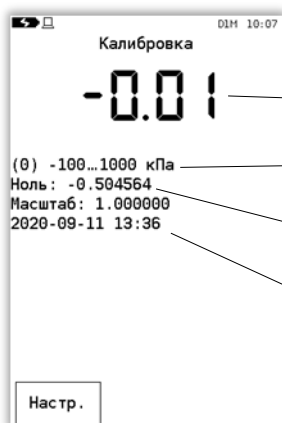 D1M 10:07
Калибровка
-0.01
(0) -100…1000 кПа
Ноль: -0.504564
Масштаб: 1.000000
2020-09-11 13:36
Настр.